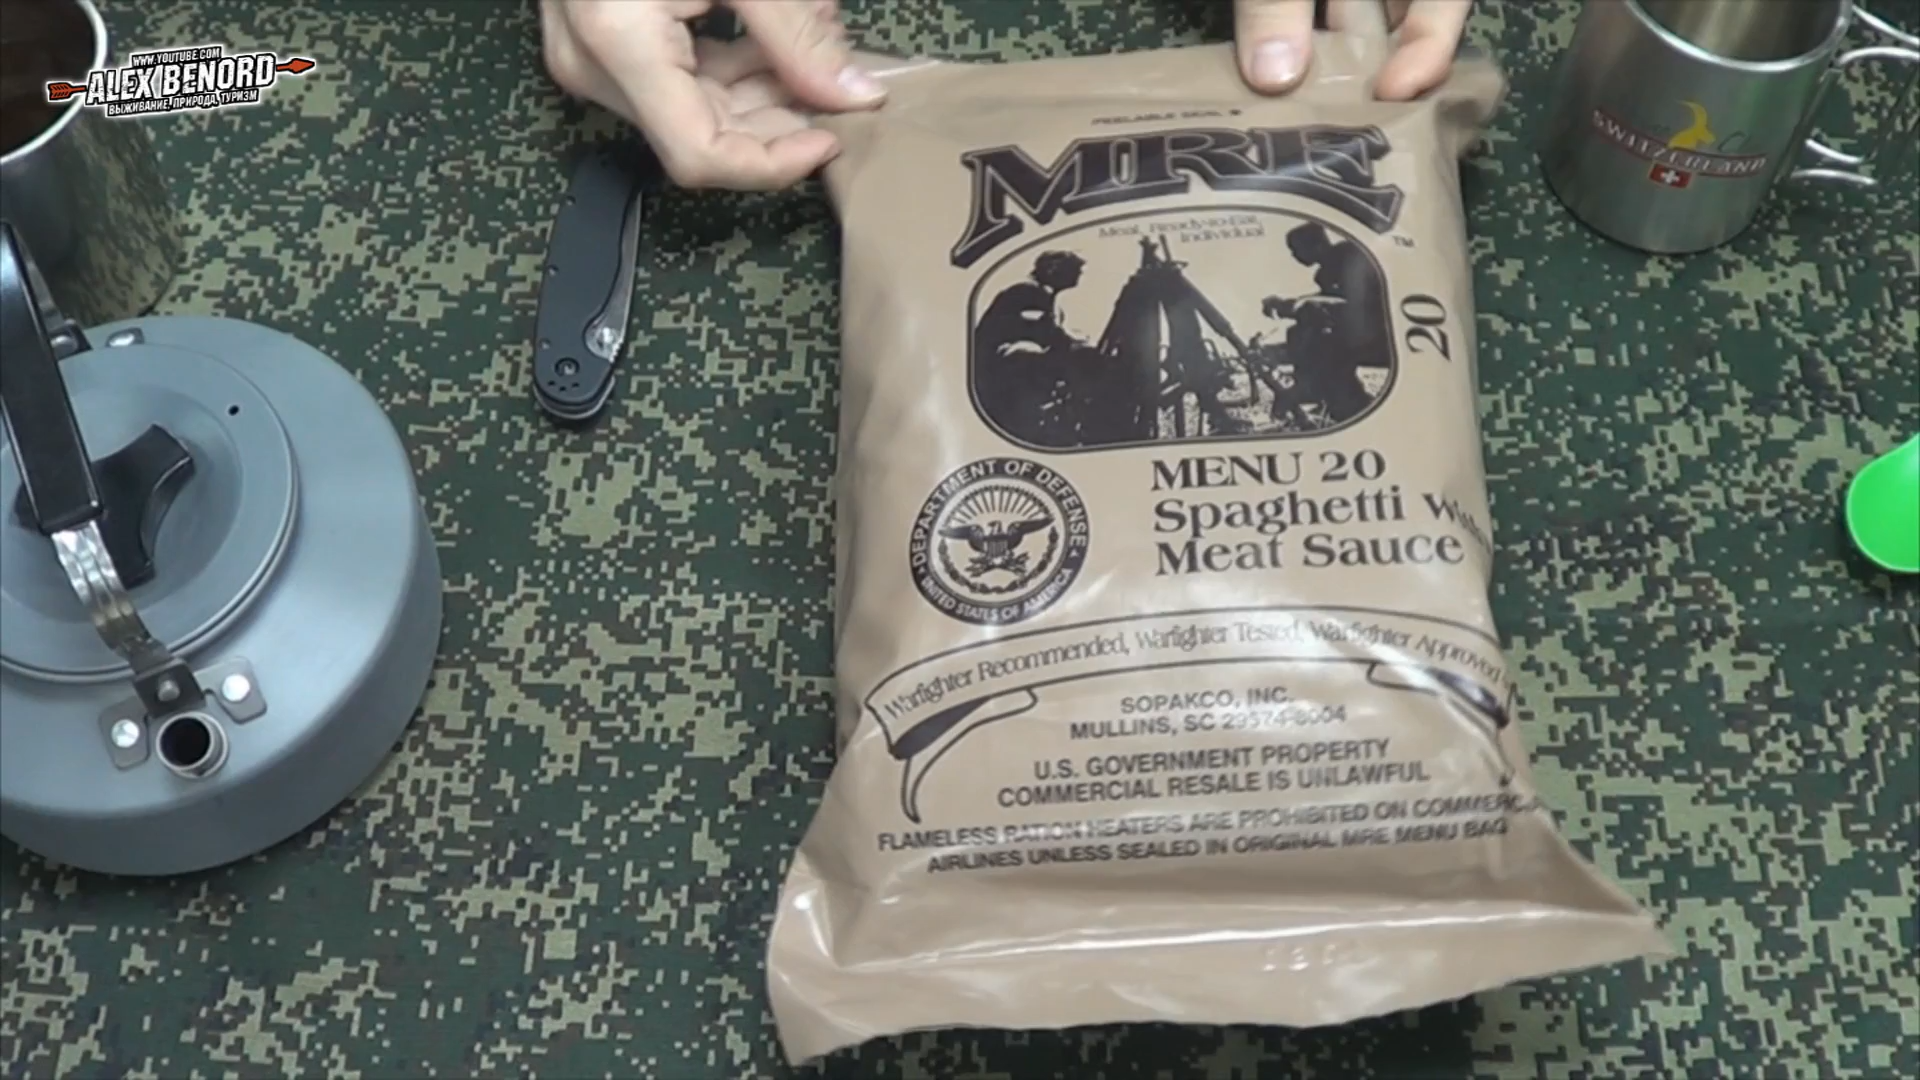 WWW.YOUTUBE.COM
ALEX BENORD
ВЫЖИВАНИЕ, ПРИРОДА, ТУРИЗМ
PEELABLE SEAL
MRE
TM
Meal, Ready-to-Eat,
Individual
20
MENU 20
Spaghetti With
Meat Sauce
DEPARTMENT OF DEFENSE
UNITED STATES OF AMERICA
Warfighter Recommended, Warfighter Tested, Warfighter Approved
SOPAKCO, INC.
MULLINS, SC 29574-8004
U.S. GOVERNMENT PROPERTY
COMMERCIAL RESALE IS UNLAWFUL
FLAMELESS RATION HEATERS ARE PROHIBITED ON COMMERCIAL
AIRLINES UNLESS SEALED IN ORIGINAL MRE MENU BAG
SWITZERLAND